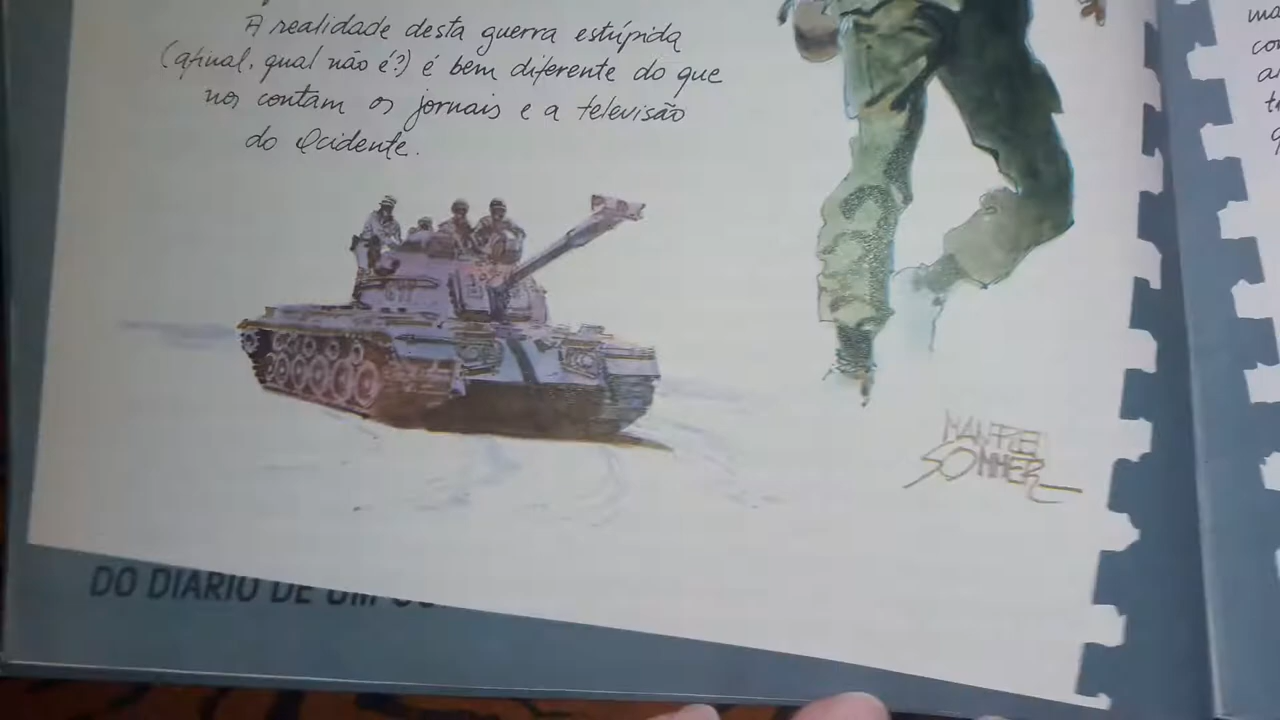 A realidade desta guerra estúpida
(afinal, qual não é?) é bem diferente do que
nos contam os jornais e a televisão
do Ocidente.
SOMMER
DO DIARIO DE UM